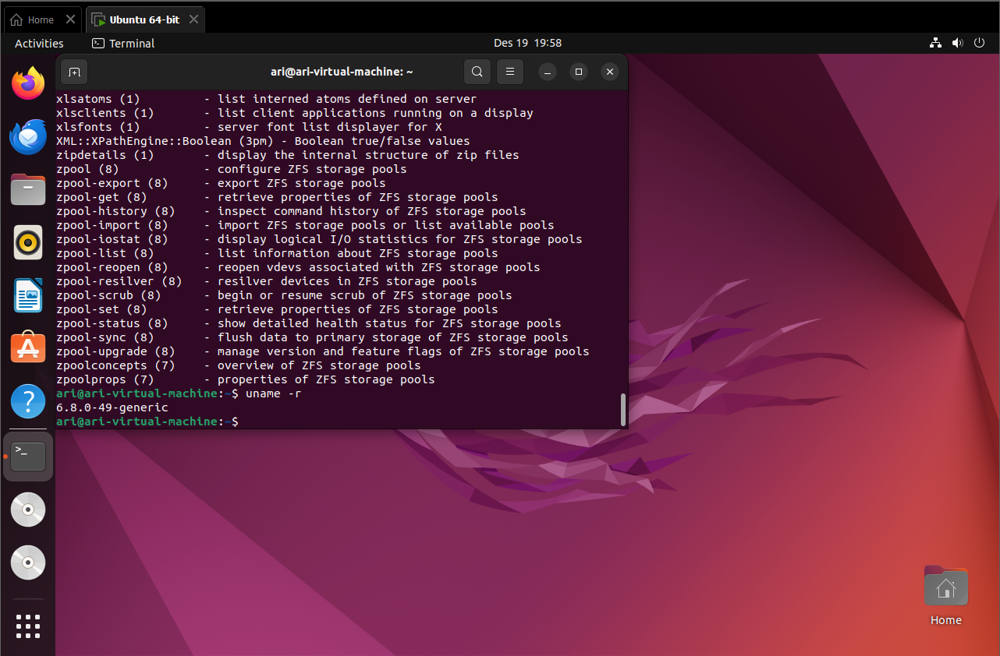 Home
Ubuntu 64-bit
Activities
Terminal
Des 19 19:58
ari@ari-virtual-machine: ~
xlsatoms (1) - list interned atoms defined on server
xlsclients (1) - list client applications running on a display
xlsfonts (1) - server font list displayer for X
XML::XPathEngine::Boolean (3pm) - Boolean true/false values
zipdetails (1) - display the internal structure of zip files
zpool (8) - configure ZFS storage pools
zpool-export (8) - export ZFS storage pools
zpool-get (8) - retrieve properties of ZFS storage pools
zpool-history (8) - inspect command history of ZFS storage pools
zpool-import (8) - import ZFS storage pools or list available pools
zpool-iostat (8) - display logical I/O statistics for ZFS storage pools
zpool-list (8) - list information about ZFS storage pools
zpool-reopen (8) - reopen vdevs associated with ZFS storage pools
zpool-resilver (8) - resilver devices in ZFS storage pools
zpool-scrub (8) - begin or resume scrub of ZFS storage pools
zpool-set (8) - retrieve properties of ZFS storage pools
zpool-status (8) - show detailed health status for ZFS storage pools
zpool-sync (8) - flush data to primary storage of ZFS storage pools
zpool-upgrade (8) - manage version and feature flags of ZFS storage pools
zpoolconcepts (7) - overview of ZFS storage pools
zpoolprops (7) - properties of ZFS storage pools
ari@ari-virtual-machine:~$ uname -r
6.8.0-49-generic
ari@ari-virtual-machine:~$
Home